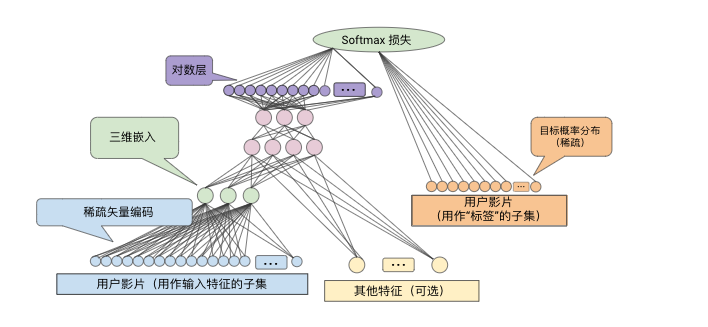 Softmax 损失
对数层
...
三维嵌入
目标概率分布
（稀疏）
...
稀疏矢量编码
用户影片
（用作“标签”的子集）
...
...
用户影片（用作输入特征的子集
其他特征（可选）